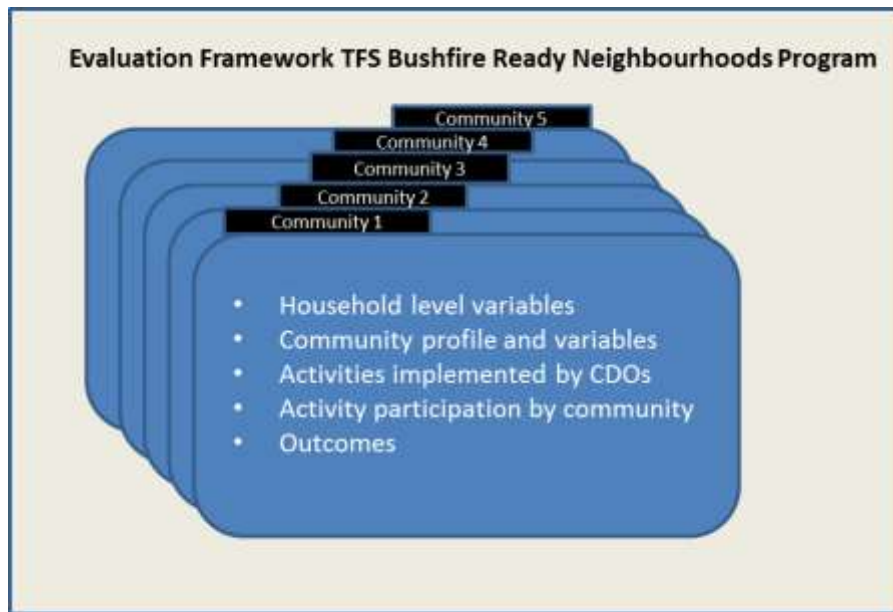 Evaluation Framework TFS Bushfire Ready Neighbourhoods Program
Community 5
Community 4
Community 3
Community 2
Community 1
• Household level variables
• Community profile and variables
• Activities implemented by CDOs
• Activity participation by community
• Outcomes